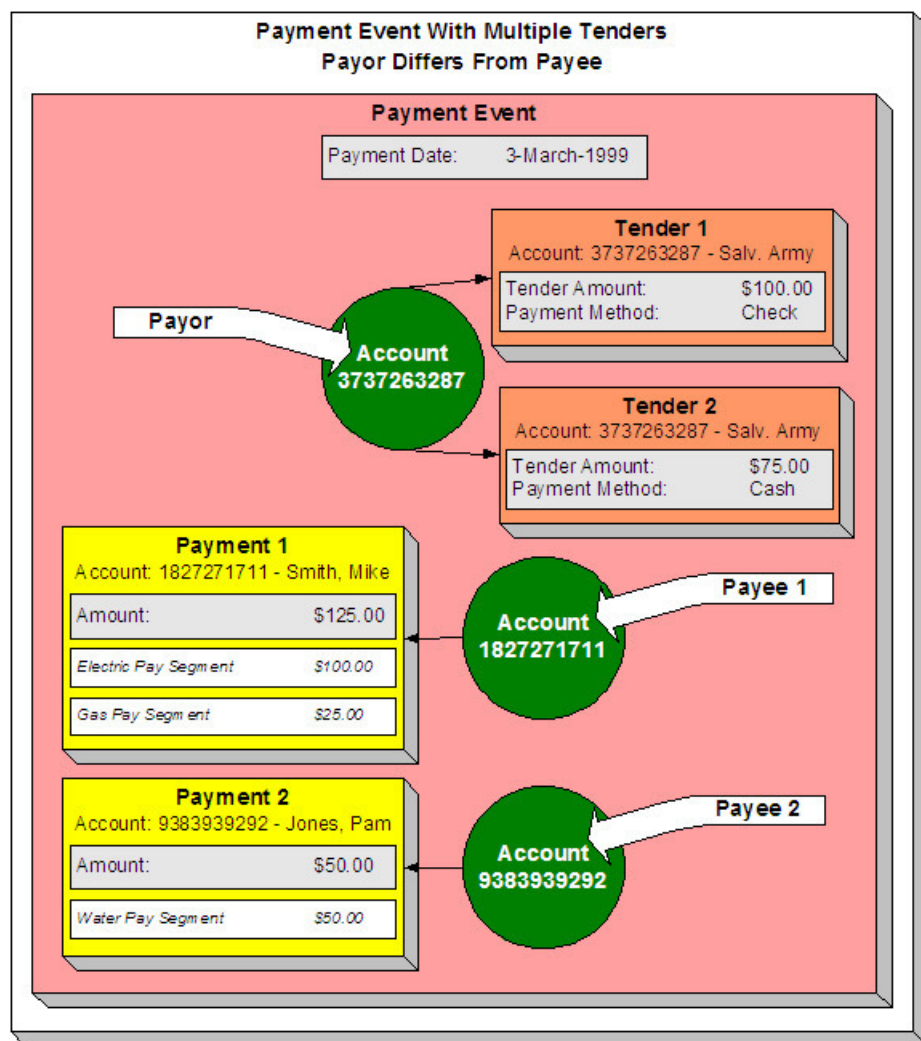 Payment Event With Multiple Tenders
Payor Differs From Payee
Payment Event
Payment Date: 3-March-1999
Tender 1
Account: 3737263287 - Salv. Army
Tender Amount: $100.00
Payment Method: Check
Payor
Account
3737263287
Tender 2
Account: 3737263287 - Salv. Army
Tender Amount: $75.00
Payment Method: Cash
Payment 1
Account: 1827271711 - Smith, Mike
Amount: $125.00
Electric Pay Segment $100.00
Gas Pay Segment $25.00
Payee 1
Account
1827271711
Payment 2
Account: 9383939292 - Jones, Pam
Amount: $50.00
Water Pay Segment $50.00
Payee 2
Account
9383939292